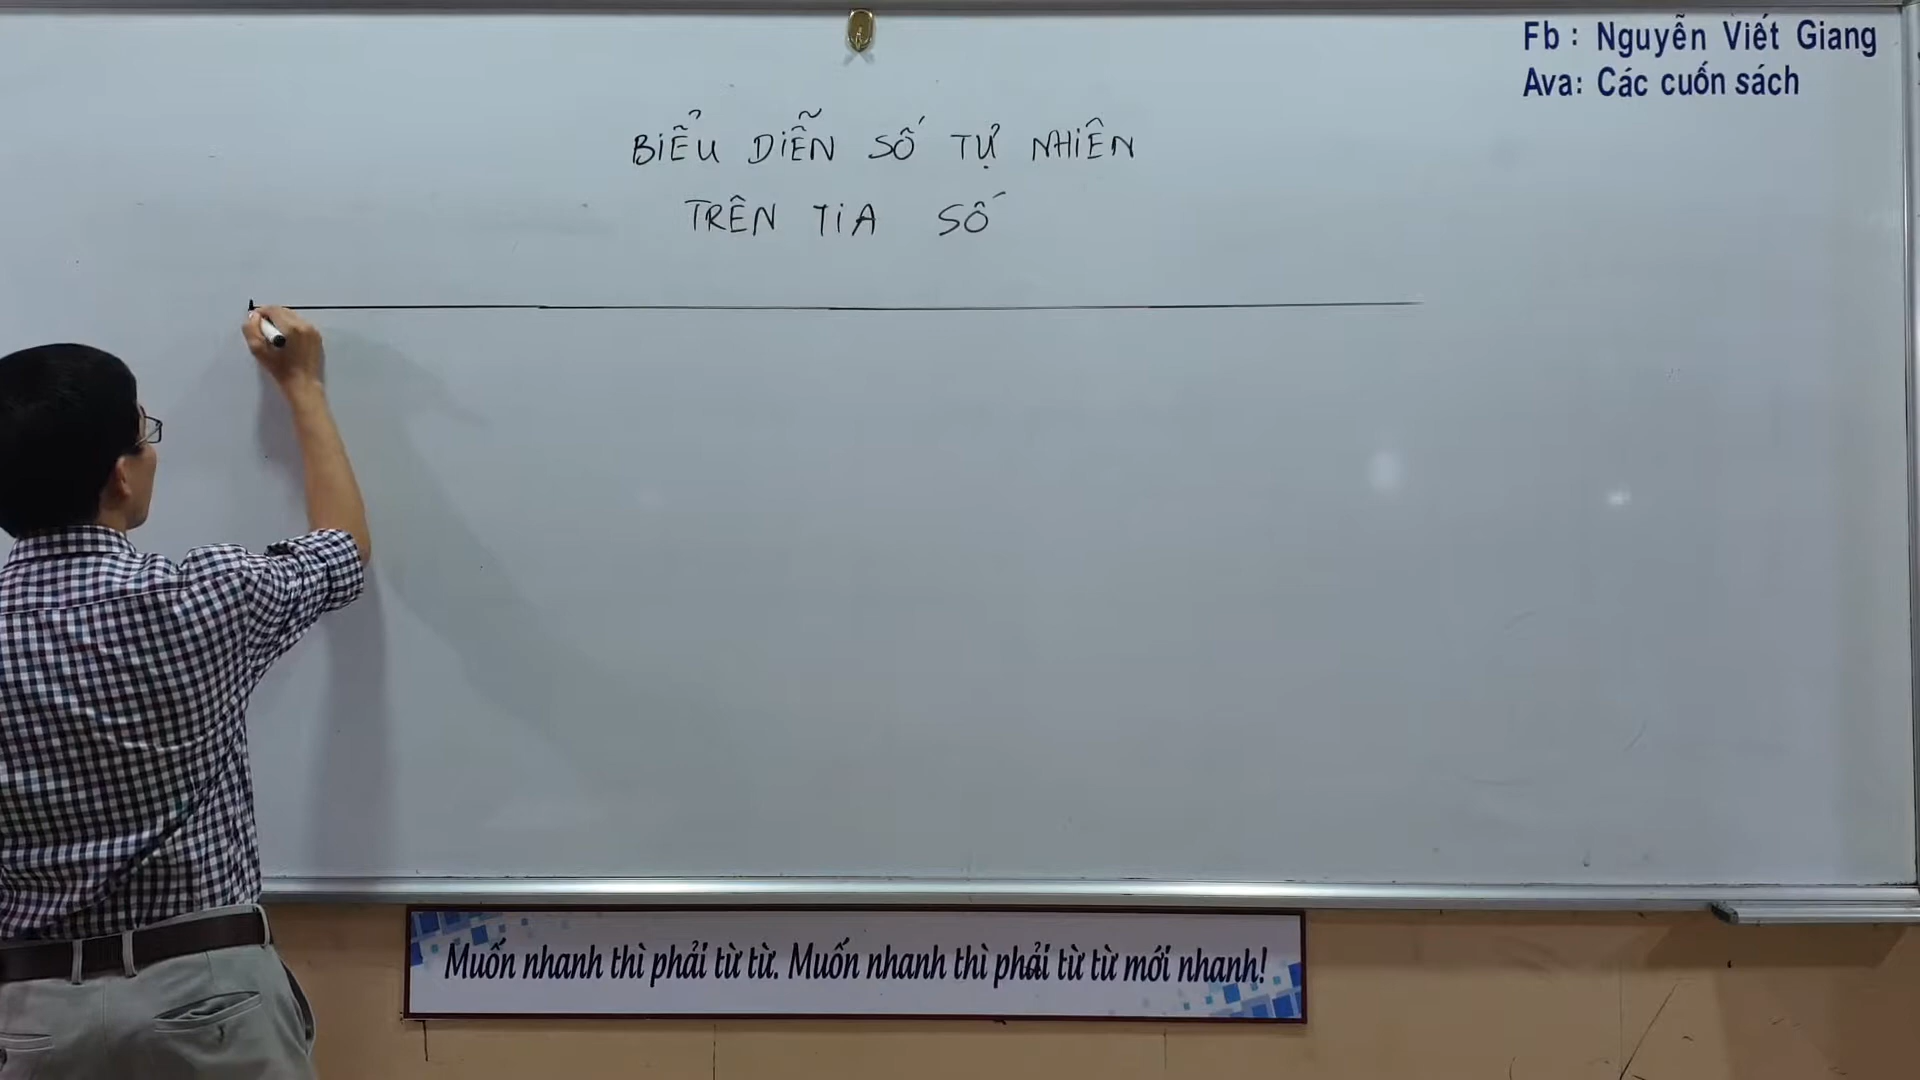 Fb : Nguyễn Viết Giang
Ava: Các cuốn sách
BiỂU DiỄN SỐ TỰ NHiÊN
TRÊN TiA SỐ
Muốn nhanh thì phải từ từ. Muốn nhanh thì phải từ từ mới nhanh!